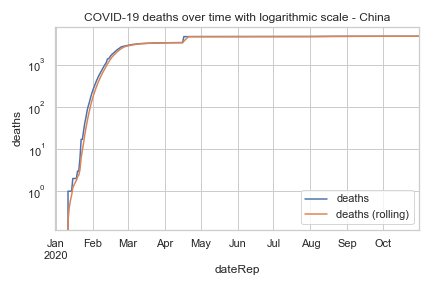 COVID-19 deaths over time with logarithmic scale - China
deaths
10³
10²
10¹
10⁰
deaths
deaths (rolling)
Jan Feb Mar Apr May Jun Jul Aug Sep Oct
2020
dateRep